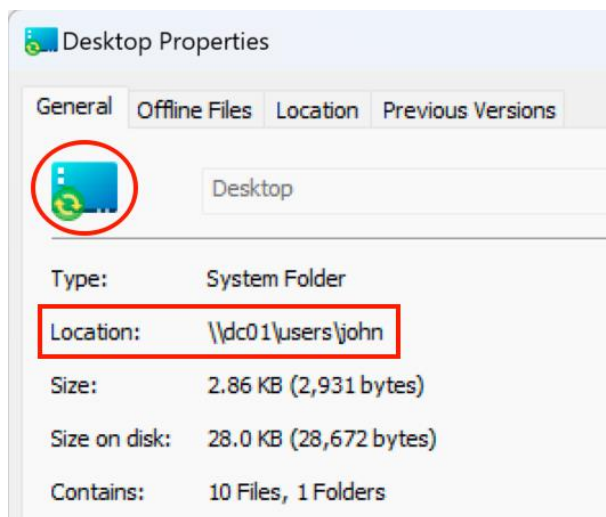 Desktop Properties
General Offline Files Location Previous Versions
Desktop
Type: System Folder
Location: \\dc01\users\john
Size: 2.86 KB (2,931 bytes)
Size on disk: 28.0 KB (28,672 bytes)
Contains: 10 Files, 1 Folders